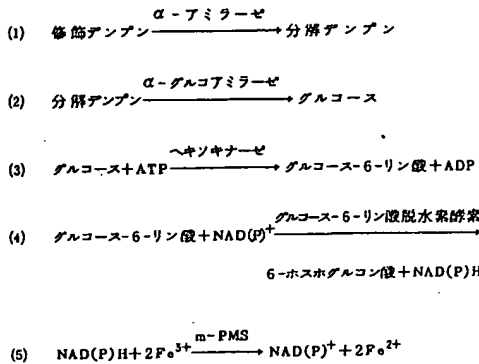 α-アミラーゼ
(1) 修飾デンプン → 分解デンプン
α-グルコアミラーゼ
(2) 分解デンプン → グルコース
ヘキソキナーゼ
(3) グルコース+ATP → グルコース-6-リン酸+ADP
グルコース-6-リン酸脱水素酵素
(4) グルコース-6-リン酸+NAD(P)⁺ →
6-ホスホグルコン酸+NAD(P)H
m-PMS
(5) NAD(P)H+2Fe³⁺ → NAD(P)⁺+2Fe²⁺